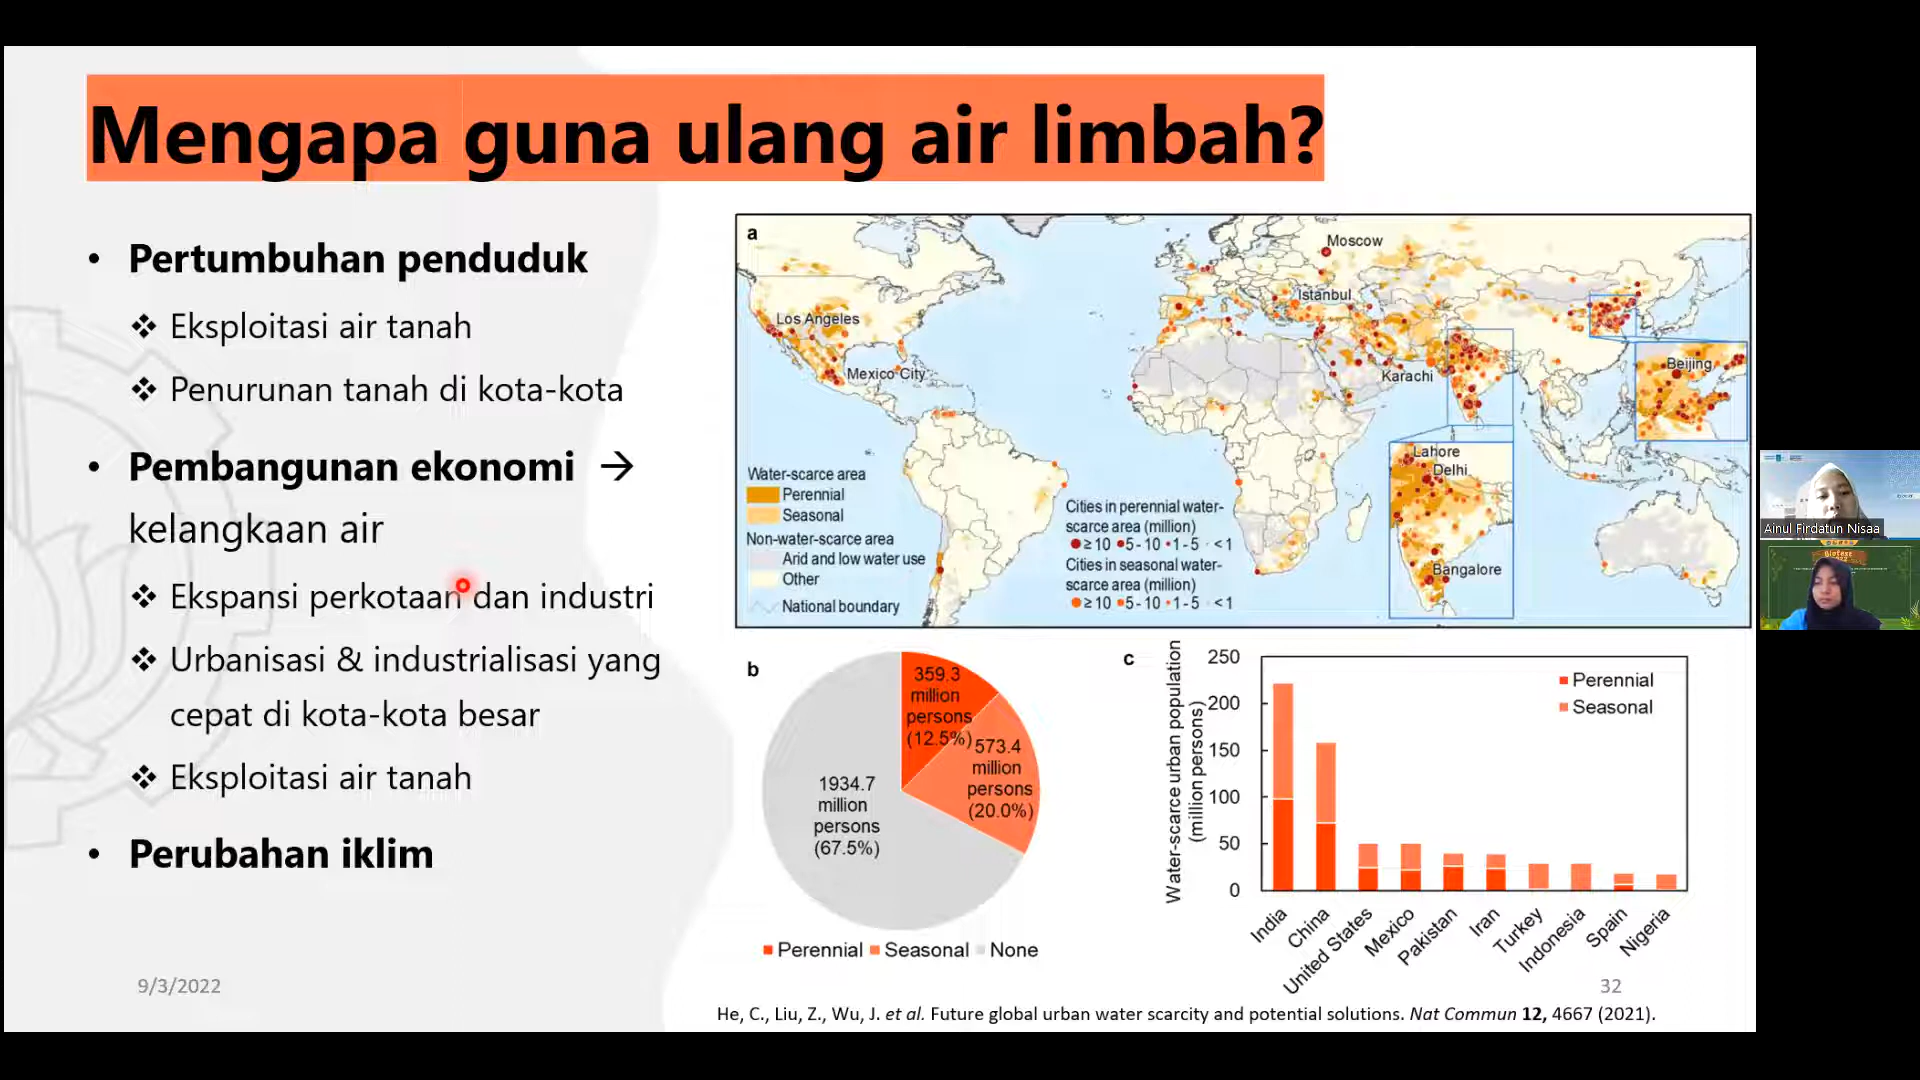 Mengapa guna ulang air limbah?
• Pertumbuhan penduduk
❖ Eksploitasi air tanah
❖ Penurunan tanah di kota-kota
• Pembangunan ekonomi →
kelangkaan air
❖ Ekspansi perkotaan dan industri
❖ Urbanisasi & industrialisasi yang
cepat di kota-kota besar
❖ Eksploitasi air tanah
• Perubahan iklim
9/3/2022
a
Moscow
Istanbul
Los Angeles
Mexico City
Karachi
Beijing
Lahore
Delhi
Bangalore
Water-scarce area
Perennial
Seasonal
Non-water-scarce area
Arid and low water use
Other
National boundary
Cities in perennial water-
scarce area (million)
≥10 5-10 1-5 <1
Cities in seasonal water-
scarce area (million)
≥10 5-10 1-5 <1
b
359.3
million
persons
(12.5%)
573.4
million
persons
(20.0%)
1934.7
million
persons
(67.5%)
Perennial Seasonal None
c
Water-scarce urban population
(million persons)
250
200
150
100
50
0
Perennial
Seasonal
India
China
United States
Mexico
Pakistan
Iran
Turkey
Indonesia
Spain
Nigeria
32
He, C., Liu, Z., Wu, J. et al. Future global urban water scarcity and potential solutions. Nat Commun 12, 4667 (2021).
Ainul Firdatun Nisaa